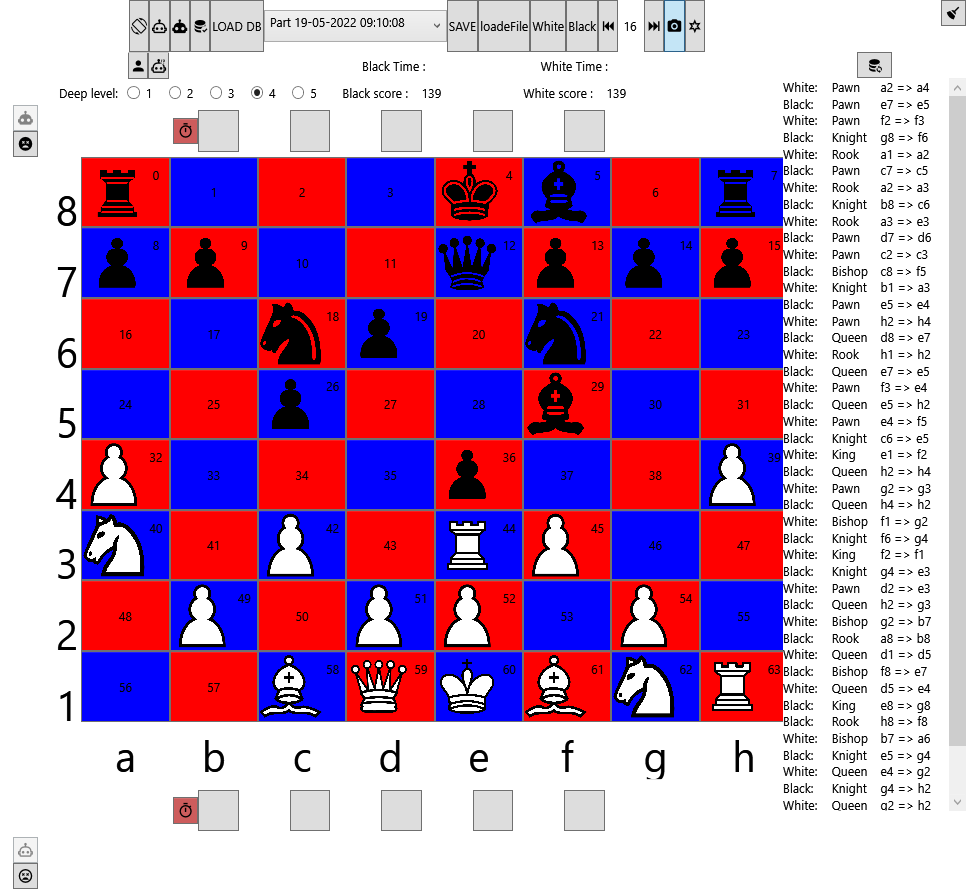 LOAD DB Part 19-05-2022 09:10:08 SAVE loadeFile White Black 16
Black Time : White Time :
Deep level: 1 2 3 4 5 Black score : 139 White score : 139
8 0 1 2 3 4 5 6 7
7 8 9 10 11 12 13 14 15
6 16 17 18 19 20 21 22 23
5 24 25 26 27 28 29 30 31
4 32 33 34 35 36 37 38 39
3 40 41 42 43 44 45 46 47
2 48 49 50 51 52 53 54 55
1 56 57 58 59 60 61 62 63
a b c d e f g h
White: Pawn a2 => a4
Black: Pawn e7 => e5
White: Pawn f2 => f3
Black: Knight g8 => f6
White: Rook a1 => a2
Black: Pawn c7 => c5
White: Rook a2 => a3
Black: Knight b8 => c6
White: Rook a3 => e3
Black: Pawn d7 => d6
White: Pawn c2 => c3
Black: Bishop c8 => f5
White: Knight b1 => a3
Black: Pawn e5 => e4
White: Pawn h2 => h4
Black: Queen d8 => e7
White: Rook h1 => h2
Black: Queen e7 => e5
White: Pawn f3 => e4
Black: Queen e5 => h2
White: Pawn e4 => f5
Black: Knight c6 => e5
White: King e1 => f2
Black: Queen h2 => h4
White: Pawn g2 => g3
Black: Queen h4 => h2
White: Bishop f1 => g2
Black: Knight f6 => g4
White: King f2 => f1
Black: Knight g4 => e3
White: Pawn d2 => e3
Black: Queen h2 => g3
White: Bishop g2 => b7
Black: Rook a8 => b8
White: Queen d1 => d5
Black: Bishop f8 => e7
White: Queen d5 => e4
Black: King e8 => g8
Black: Rook h8 => f8
White: Bishop b7 => a6
Black: Knight e5 => g4
White: Queen e4 => g2
Black: Knight g4 => h2
White: Queen g2 => h2